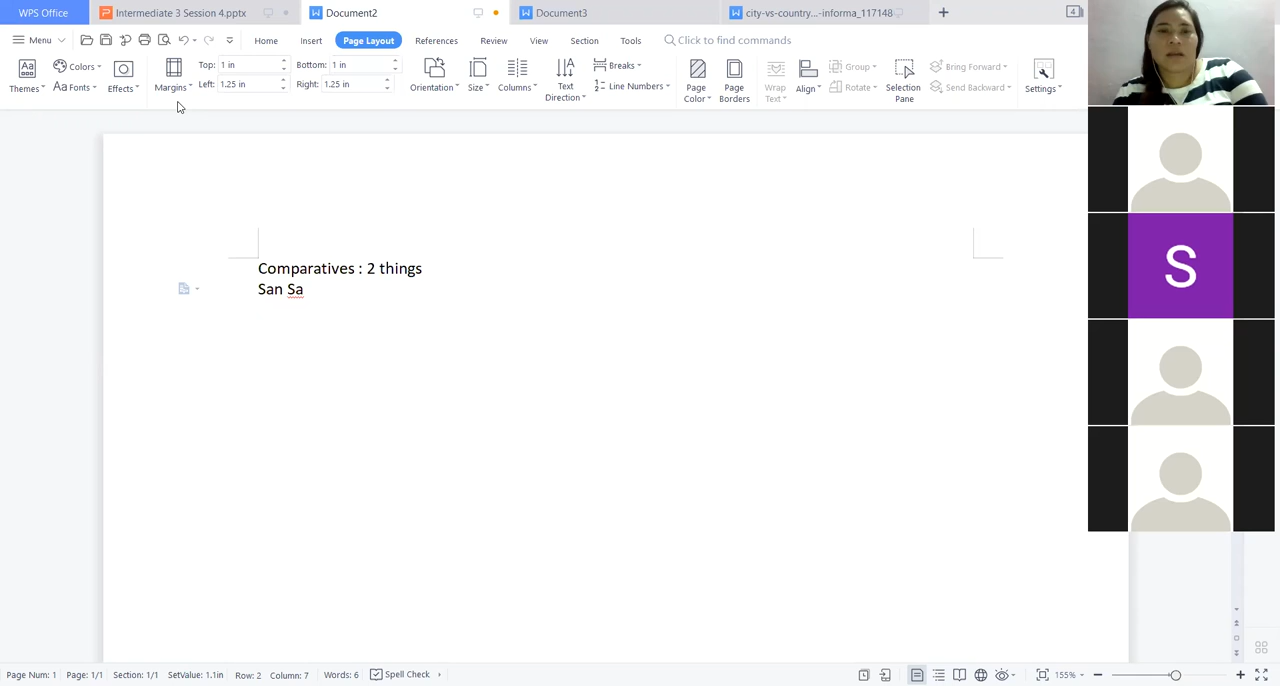 WPS Office
Intermediate 3 Session 4.pptx
Document2
Document3
city-vs-country...-informa_117148
4
Menu
Home
Insert
Page Layout
References
Review
View
Section
Tools
Click to find commands
Themes
Colors
Aa Fonts
Effects
Margins
Top: 1 in
Bottom: 1 in
Left: 1.25 in
Right: 1.25 in
Orientation
Size
Columns
Text Direction
Breaks
Line Numbers
Page Color
Page Borders
Wrap Text
Align
Group
Rotate
Selection Pane
Bring Forward
Send Backward
Settings
Comparatives : 2 things
San Sa
S
Page Num: 1
Page: 1/1
Section: 1/1
SetValue: 1.1in
Row: 2
Column: 7
Words: 6
Spell Check
155%